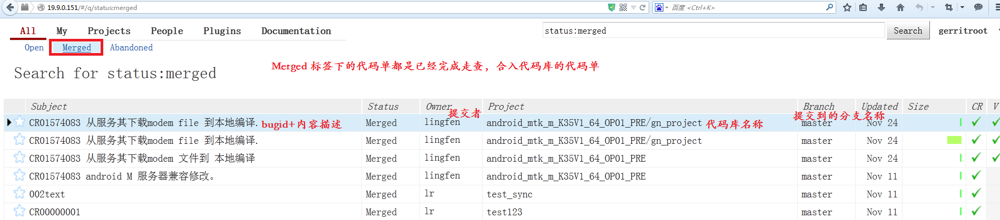 19.9.0.151/#/q/status:merged
百度 <Ctrl+K>
All My Projects People Plugins Documentation
status:merged Search gerritroot
Open Merged Abandoned
Merged 标签下的代码单都是已经完成走查，合入代码库的代码单
Search for status:merged
Subject Status Owner Project Branch Updated Size CR V
提交者 提交到的分支名称
CR01574083 从服务其下载modem file 到本地编译. bugid+内容描述 Merged lingfen android_mtk_m_K35V1_64_OP01_PRE/gn_project 代码库名称 master Nov 24
CR01574083 从服务其下载modem file 到本地编译. Merged lingfen android_mtk_m_K35V1_64_OP01_PRE/gn_project master Nov 24
CR01574083 从服务其下载modem 文件到 本地编译 Merged lingfen android_mtk_m_K35V1_64_OP01_PRE master Nov 24
CR01574083 android M 服务器兼容修改。 Merged lingfen android_mtk_m_K35V1_64_OP01_PRE master Nov 11
002text Merged lr test_sync master Nov 11
CR00000001 Merged lr test123 master Nov 11